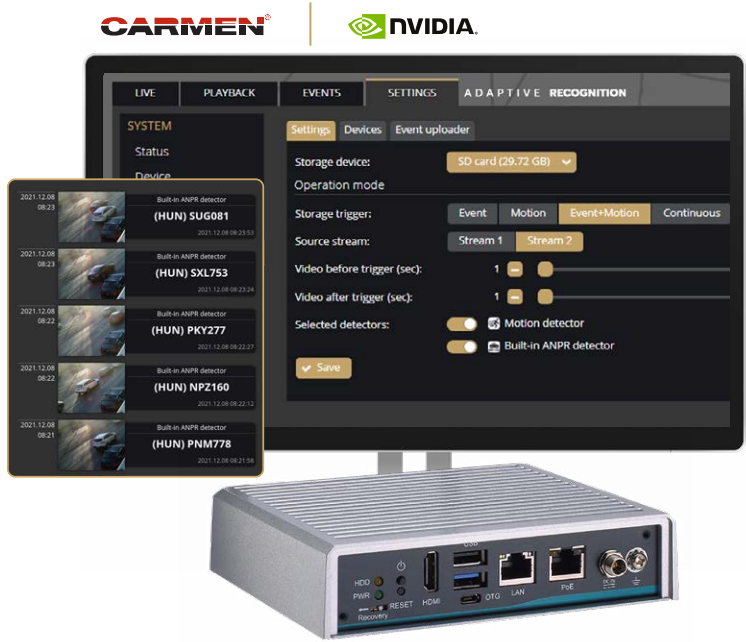 CARMEN®
NVIDIA.
LIVE PLAYBACK EVENTS SETTINGS ADAPTIVE RECOGNITION
SYSTEM
Status
Device
Settings Devices Event uploader
Storage device: SD card (29.72 GB)
Operation mode
Storage trigger: Event Motion Event+Motion Continuous
Source stream: Stream 1 Stream 2
Video before trigger (sec): 1
Video after trigger (sec): 1
Selected detectors: Motion detector
Built-in ANPR detector
Save
2021.12.08 08:23
Built-in ANPR detector
(HUN) SUG081
2021.12.08 08:23:53
2021.12.08 08:23
Built-in ANPR detector
(HUN) SXL753
2021.12.08 08:23:24
2021.12.08 08:22
Built-in ANPR detector
(HUN) PKY277
2021.12.08 08:22:27
2021.12.08 08:22
Built-in ANPR detector
(HUN) NPZ160
2021.12.08 08:22:12
2021.12.08 08:21
Built-in ANPR detector
(HUN) PNM778
2021.12.08 08:21:58
HDD
PWR
Recovery
RESET
HDMI
USB
OTG
LAN
PoE
DC IN